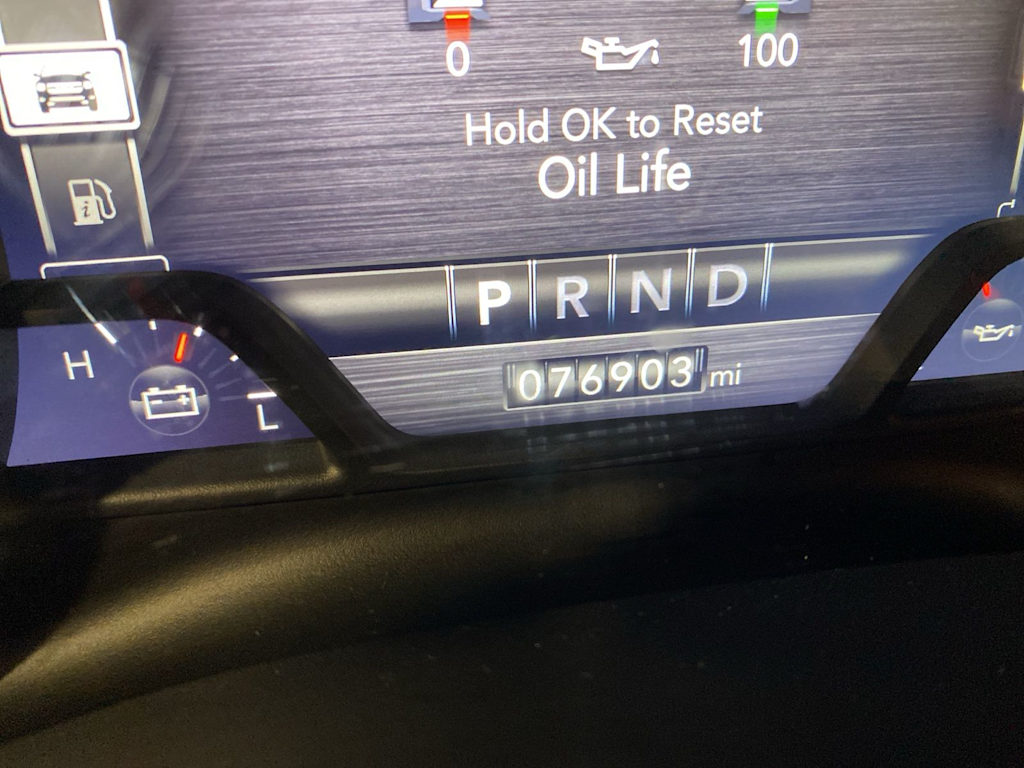 0 100
Hold OK to Reset
Oil Life
P R N D
H
L
076903 mi